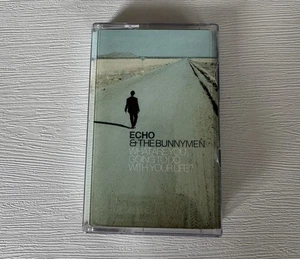 ECHO
& THE BUNNYMEN
WHAT ARE YOU
GOING TO DO
WITH YOUR LIFE?